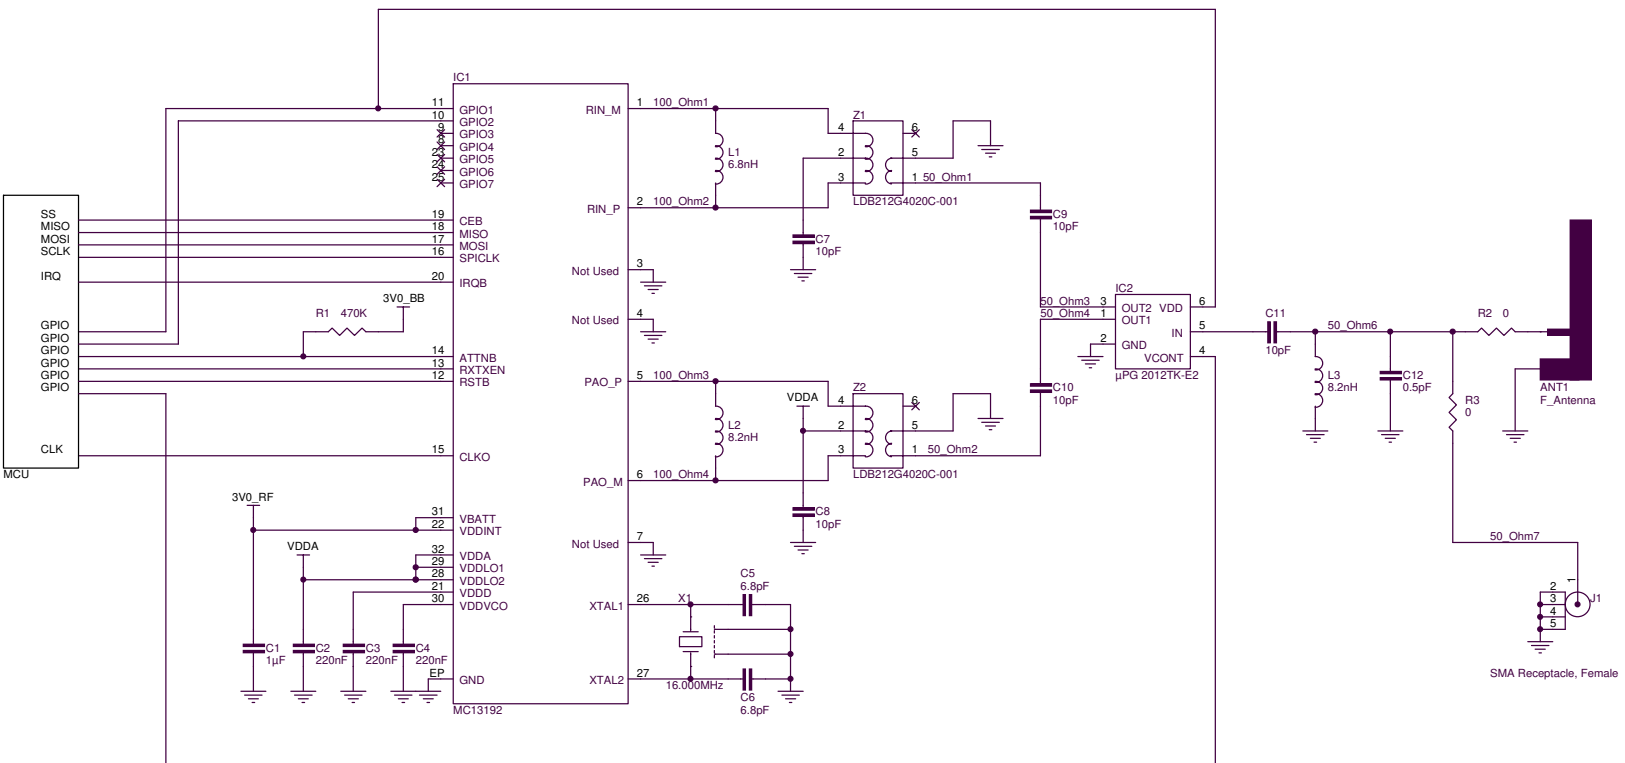 IC1
11 GPIO1
10 GPIO2
9 GPIO3
8 GPIO4
23 GPIO5
24 GPIO6
25 GPIO7
SS 19 CEB
MISO 18 MISO
MOSI 17 MOSI
SCLK 16 SPICLK
IRQ 20 IRQB
3V0_BB
R1 470K
GPIO
GPIO
GPIO 14 ATTNB
GPIO 13 RXTXEN
GPIO 12 RSTB
GPIO
CLK 15 CLKO
MCU
3V0_RF
31 VBATT
22 VDDINT
VDDA
32 VDDA
29 VDDLO1
28 VDDLO2
21 VDDD
30 VDDVCO
C1
1µF
C2
220nF
C3
220nF
C4
220nF
EP GND
MC13192
RIN_M 1 100_Ohm1
L1
6.8nH
RIN_P 2 100_Ohm2
Not Used 3
Not Used 4
PAO_P 5 100_Ohm3
L2
8.2nH
PAO_M 6 100_Ohm4
Not Used 7
XTAL1 26
XTAL2 27
X1
16.000MHz
C5
6.8pF
C6
6.8pF
Z1
4 6
2 5
3 1 50_Ohm1
LDB212G4020C-001
C7
10pF
VDDA
Z2
4 6
2 5
3 1 50_Ohm2
LDB212G4020C-001
C8
10pF
C9
10pF
C10
10pF
IC2
50_Ohm3 3 OUT2 VDD 6
50_Ohm4 1 OUT1
IN 5
2 GND
VCONT 4
µPG 2012TK-E2
C11
10pF
50_Ohm6
L3
8.2nH
C12
0.5pF
R2 0
R3
0
ANT1
F_Antenna
50_Ohm7
1
2
3
4
5
J1
SMA Receptacle, Female